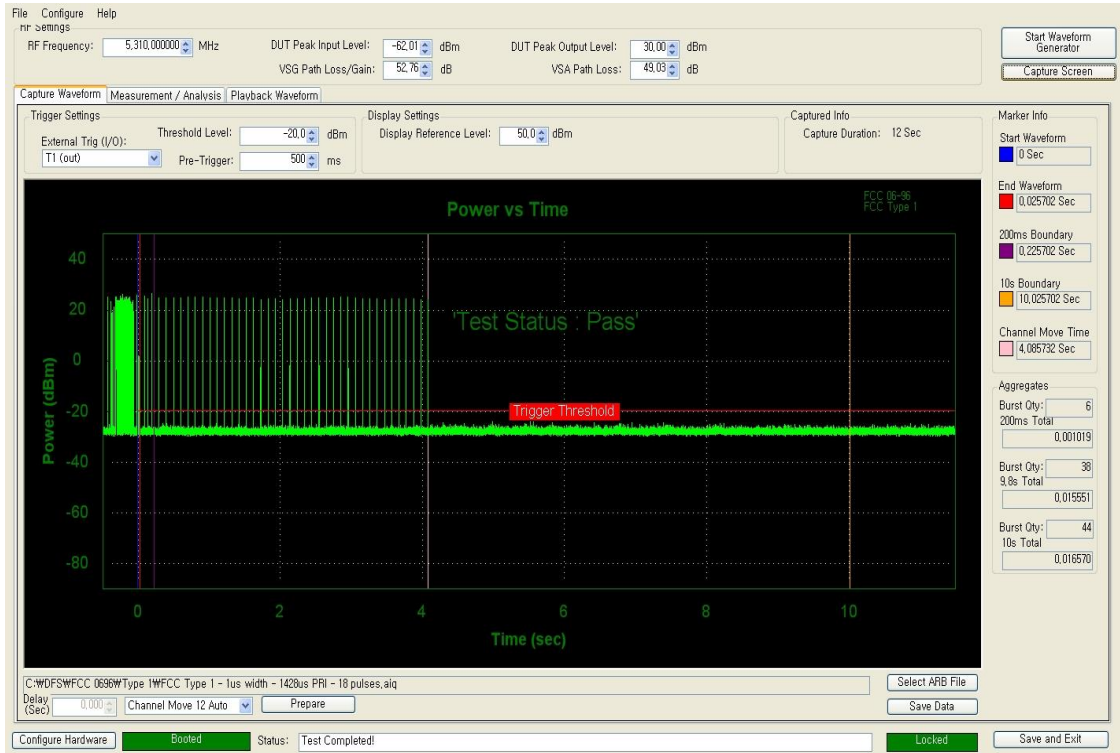 File Configure Help
RF Settings
RF Frequency: 5,310,000000 MHz DUT Peak Input Level: -62,01 dBm DUT Peak Output Level: 30,00 dBm
VSG Path Loss/Gain: 52,76 dB VSA Path Loss: 49,03 dB
Start Waveform Generator
Capture Screen
Capture Waveform Measurement / Analysis Playback Waveform
Trigger Settings
External Trig (I/O):
T1 (out)
Threshold Level: -20,0 dBm
Pre-Trigger: 500 ms
Display Settings
Display Reference Level: 50,0 dBm
Captured Info
Capture Duration: 12 Sec
Marker Info
Start Waveform
0 Sec
End Waveform
0,025702 Sec
200ms Boundary
0,225702 Sec
10s Boundary
10,025702 Sec
Channel Move Time
4,085732 Sec
Aggregates
Burst Qty: 6
200ms Total
0,001019
Burst Qty: 38
9,8s Total
0,015551
Burst Qty: 44
10s Total
0,016570
Power vs Time
FCC 06-96
FCC Type 1
'Test Status : Pass'
Trigger Threshold
Power (dBm)
40
20
0
-20
-40
-60
-80
0 2 4 6 8 10
Time (sec)
C:₩DFS₩FCC 0696₩Type 1₩FCC Type 1 - 1us width - 1428us PRI - 18 pulses,aiq
Select ARB File
Delay (Sec) 0,000 Channel Move 12 Auto Prepare
Save Data
Configure Hardware Booted Status: Test Completed! Locked Save and Exit